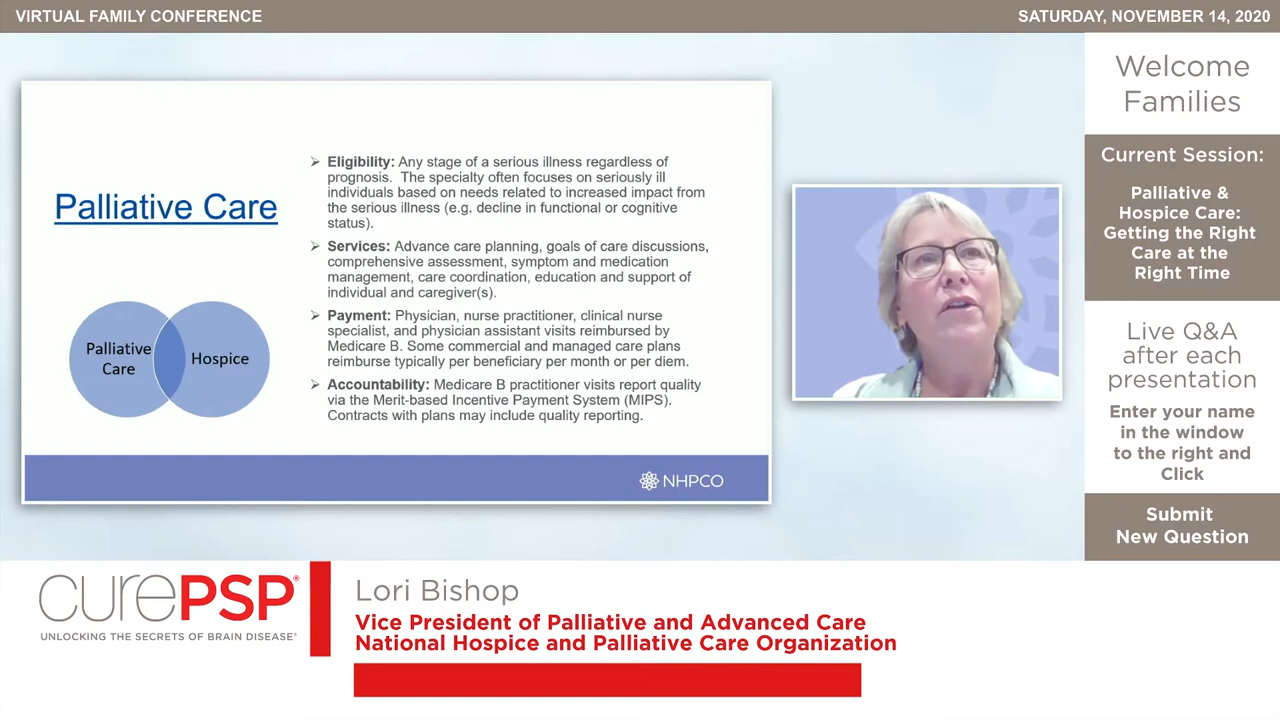 VIRTUAL FAMILY CONFERENCE
SATURDAY, NOVEMBER 14, 2020
Palliative Care
Palliative
Care
Hospice
➢ Eligibility: Any stage of a serious illness regardless of
prognosis. The specialty often focuses on seriously ill
individuals based on needs related to increased impact from
the serious illness (e.g. decline in functional or cognitive
status).
➢ Services: Advance care planning, goals of care discussions,
comprehensive assessment, symptom and medication
management, care coordination, education and support of
individual and caregiver(s).
➢ Payment: Physician, nurse practitioner, clinical nurse
specialist, and physician assistant visits reimbursed by
Medicare B. Some commercial and managed care plans
reimburse typically per beneficiary per month or per diem.
➢ Accountability: Medicare B practitioner visits report quality
via the Merit-based Incentive Payment System (MIPS).
Contracts with plans may include quality reporting.
NHPCO
Welcome
Families
Current Session:
Palliative &
Hospice Care:
Getting the Right
Care at the
Right Time
Live Q&A
after each
presentation
Enter your name
in the window
to the right and
Click
Submit
New Question
curePSP®
UNLOCKING THE SECRETS OF BRAIN DISEASE®
Lori Bishop
Vice President of Palliative and Advanced Care
National Hospice and Palliative Care Organization